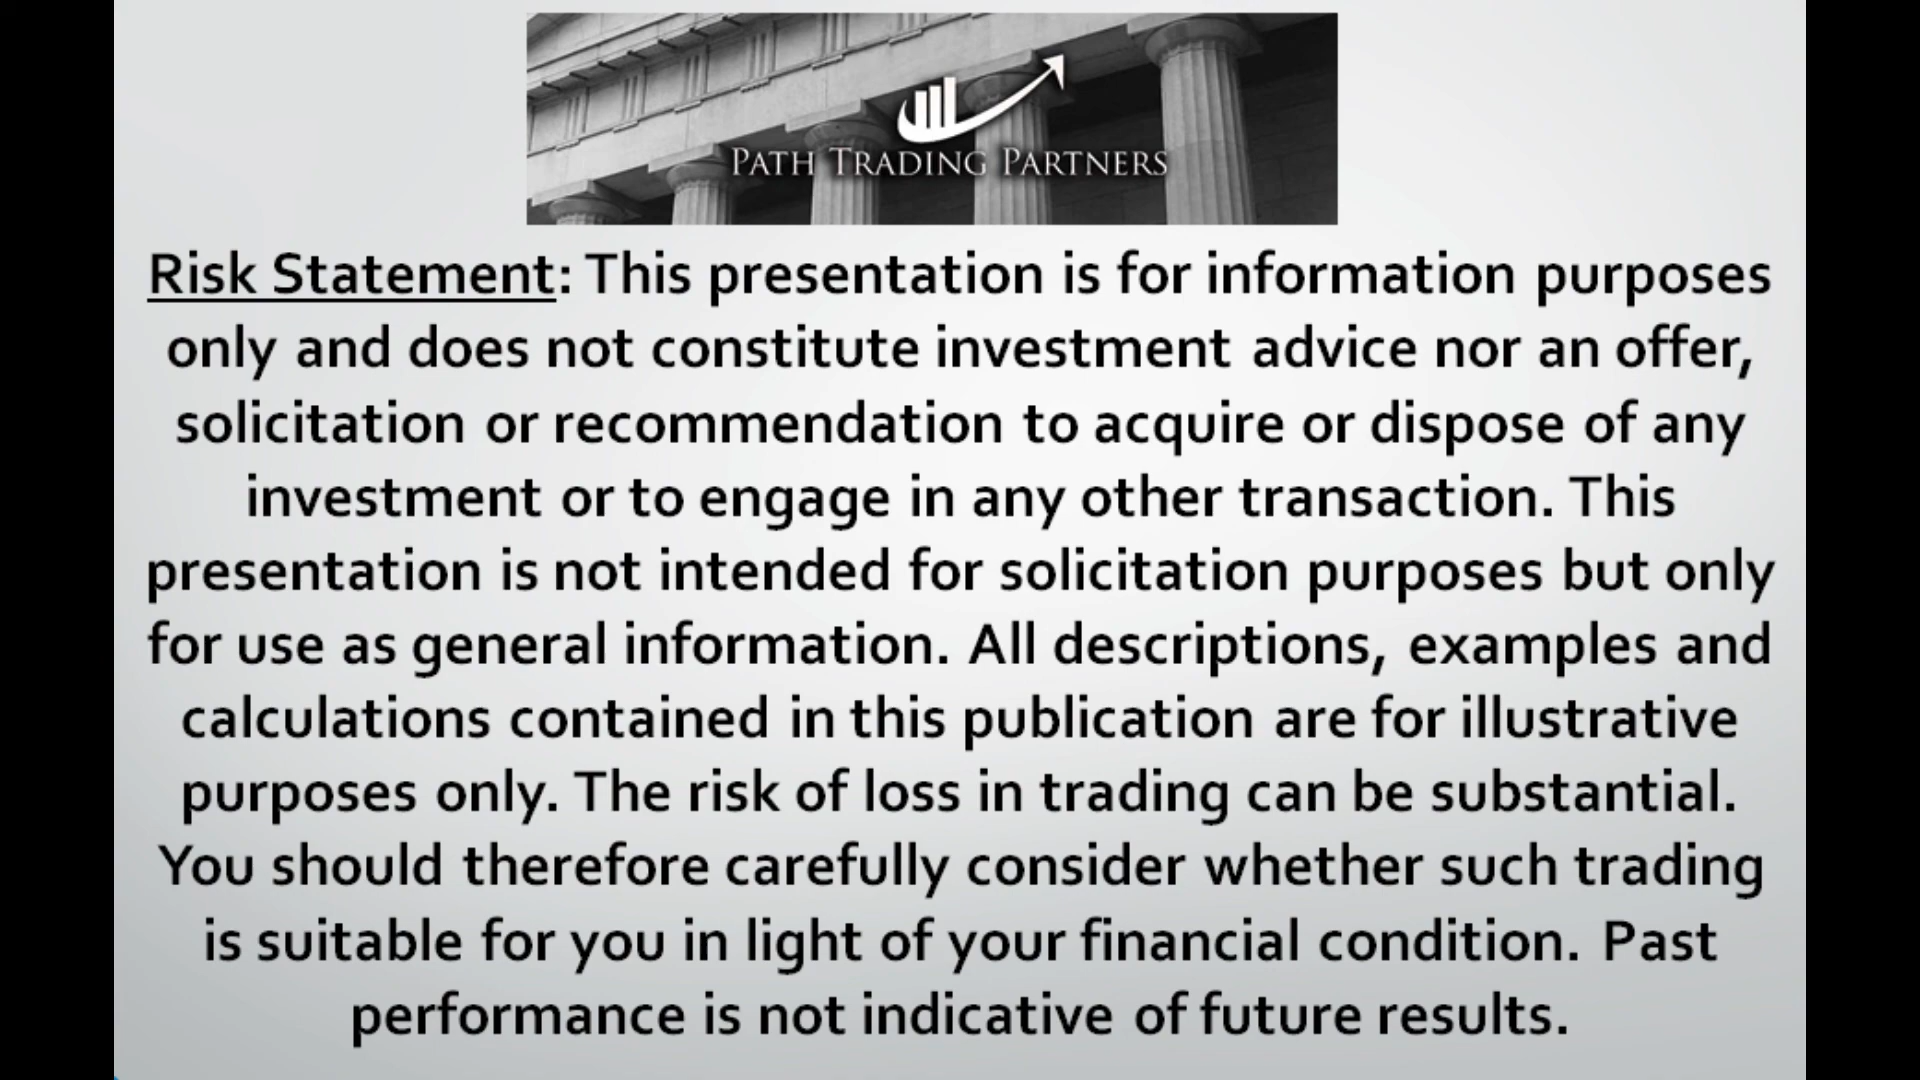 PATH TRADING PARTNERS
Risk Statement: This presentation is for information purposes
only and does not constitute investment advice nor an offer,
solicitation or recommendation to acquire or dispose of any
investment or to engage in any other transaction. This
presentation is not intended for solicitation purposes but only
for use as general information. All descriptions, examples and
calculations contained in this publication are for illustrative
purposes only. The risk of loss in trading can be substantial.
You should therefore carefully consider whether such trading
is suitable for you in light of your financial condition. Past
performance is not indicative of future results.